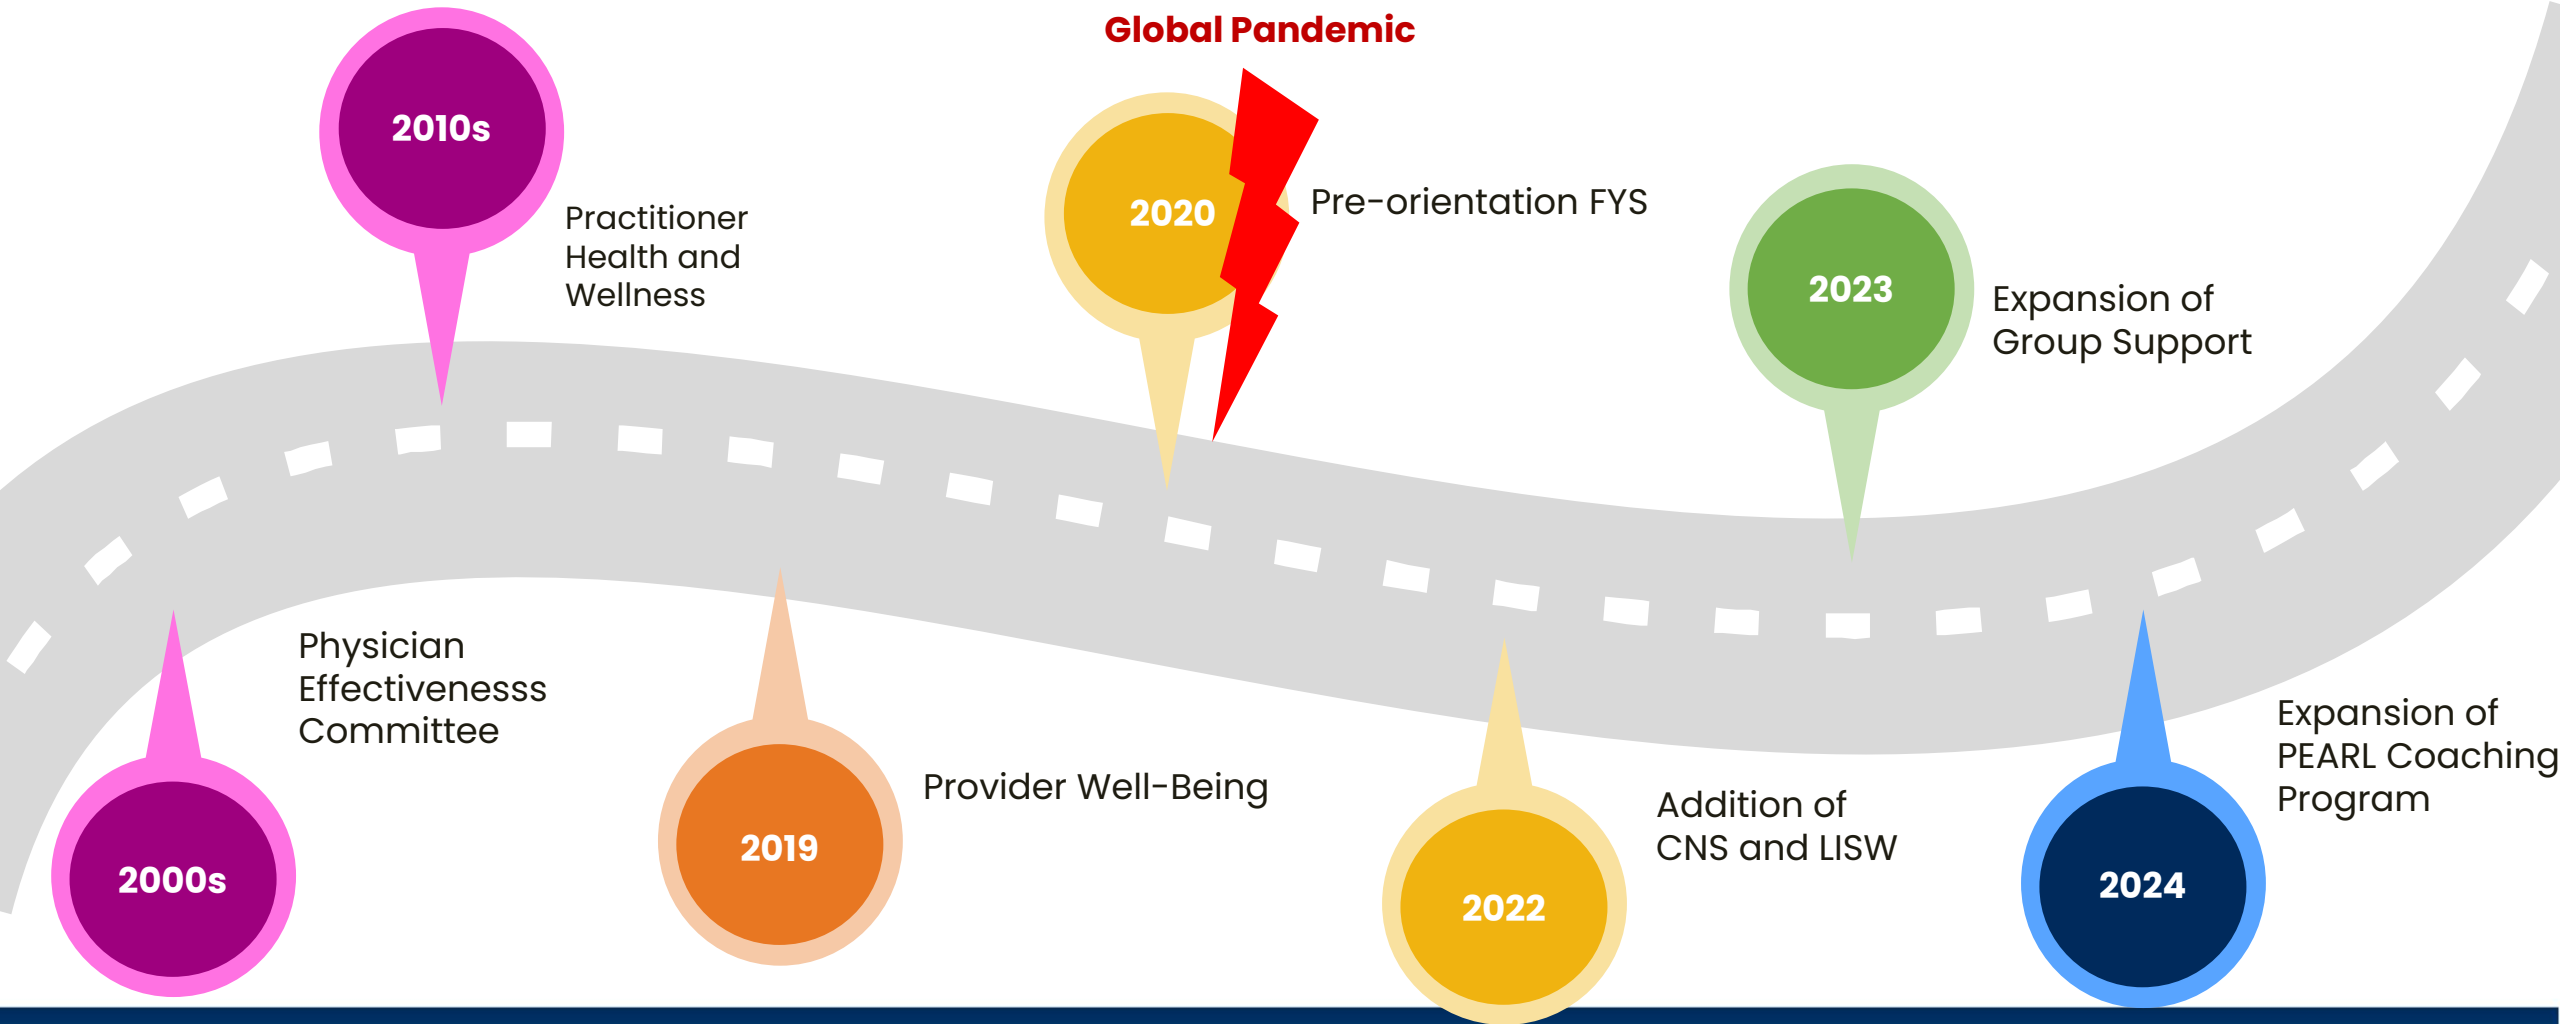 Global Pandemic
2010s
Practitioner
Health and
Wellness
2020
Pre-orientation FYS
2023
Expansion of
Group Support
Physician
Effectivenesss
Committee
2000s
2019
Provider Well-Being
2022
Addition of
CNS and LISW
2024
Expansion of
PEARL Coaching
Program